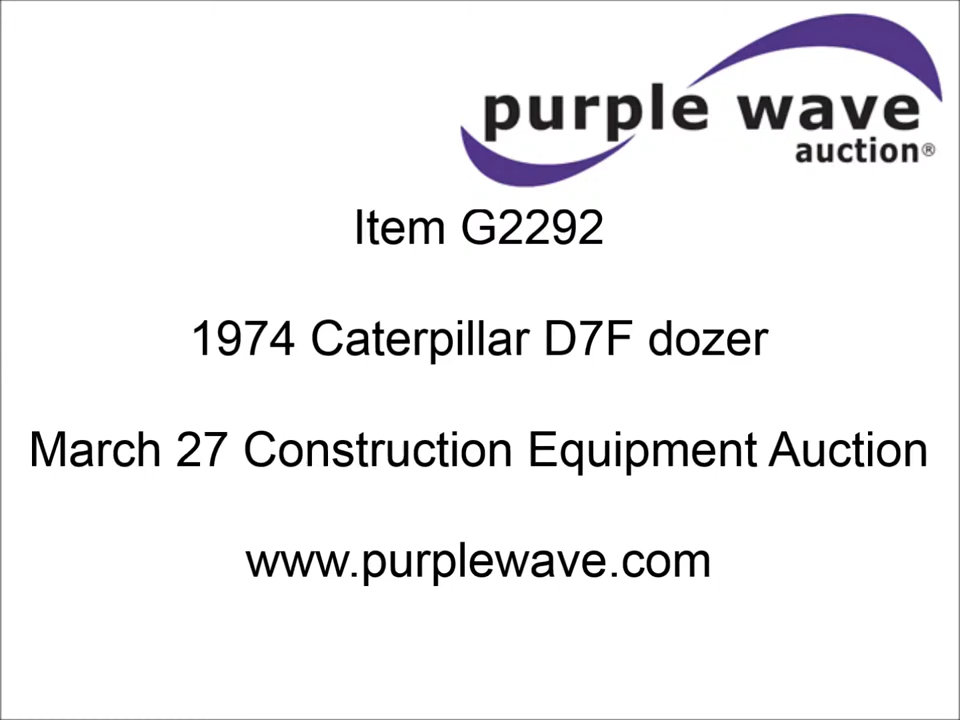 purple wave
auction®
Item G2292
1974 Caterpillar D7F dozer
March 27 Construction Equipment Auction
www.purplewave.com